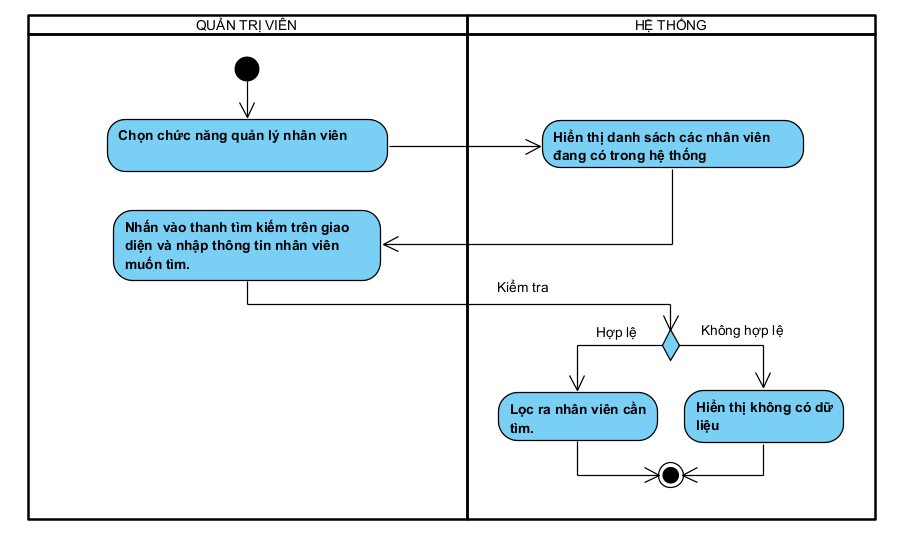 QUẢN TRỊ VIÊN
HỆ THỐNG
Chọn chức năng quản lý nhân viên
Hiển thị danh sách các nhân viên
đang có trong hệ thống
Nhấn vào thanh tìm kiếm trên giao
diện và nhập thông tin nhân viên
muốn tìm.
Kiểm tra
Hợp lệ
Không hợp lệ
Lọc ra nhân viên cần
tìm.
Hiển thị không có dữ
liệu